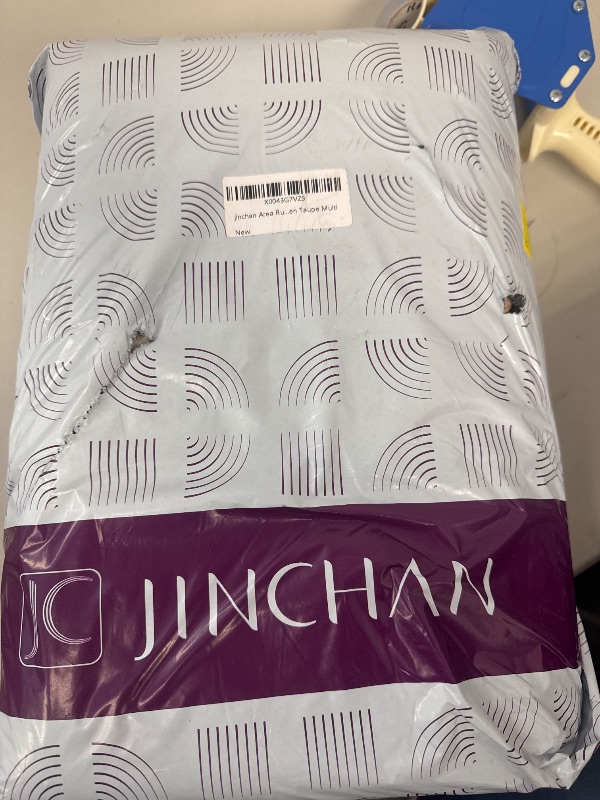 X0043G7VZ5
jinchan Area Ru...en Taupe Multi
New
JC
JINCHAN